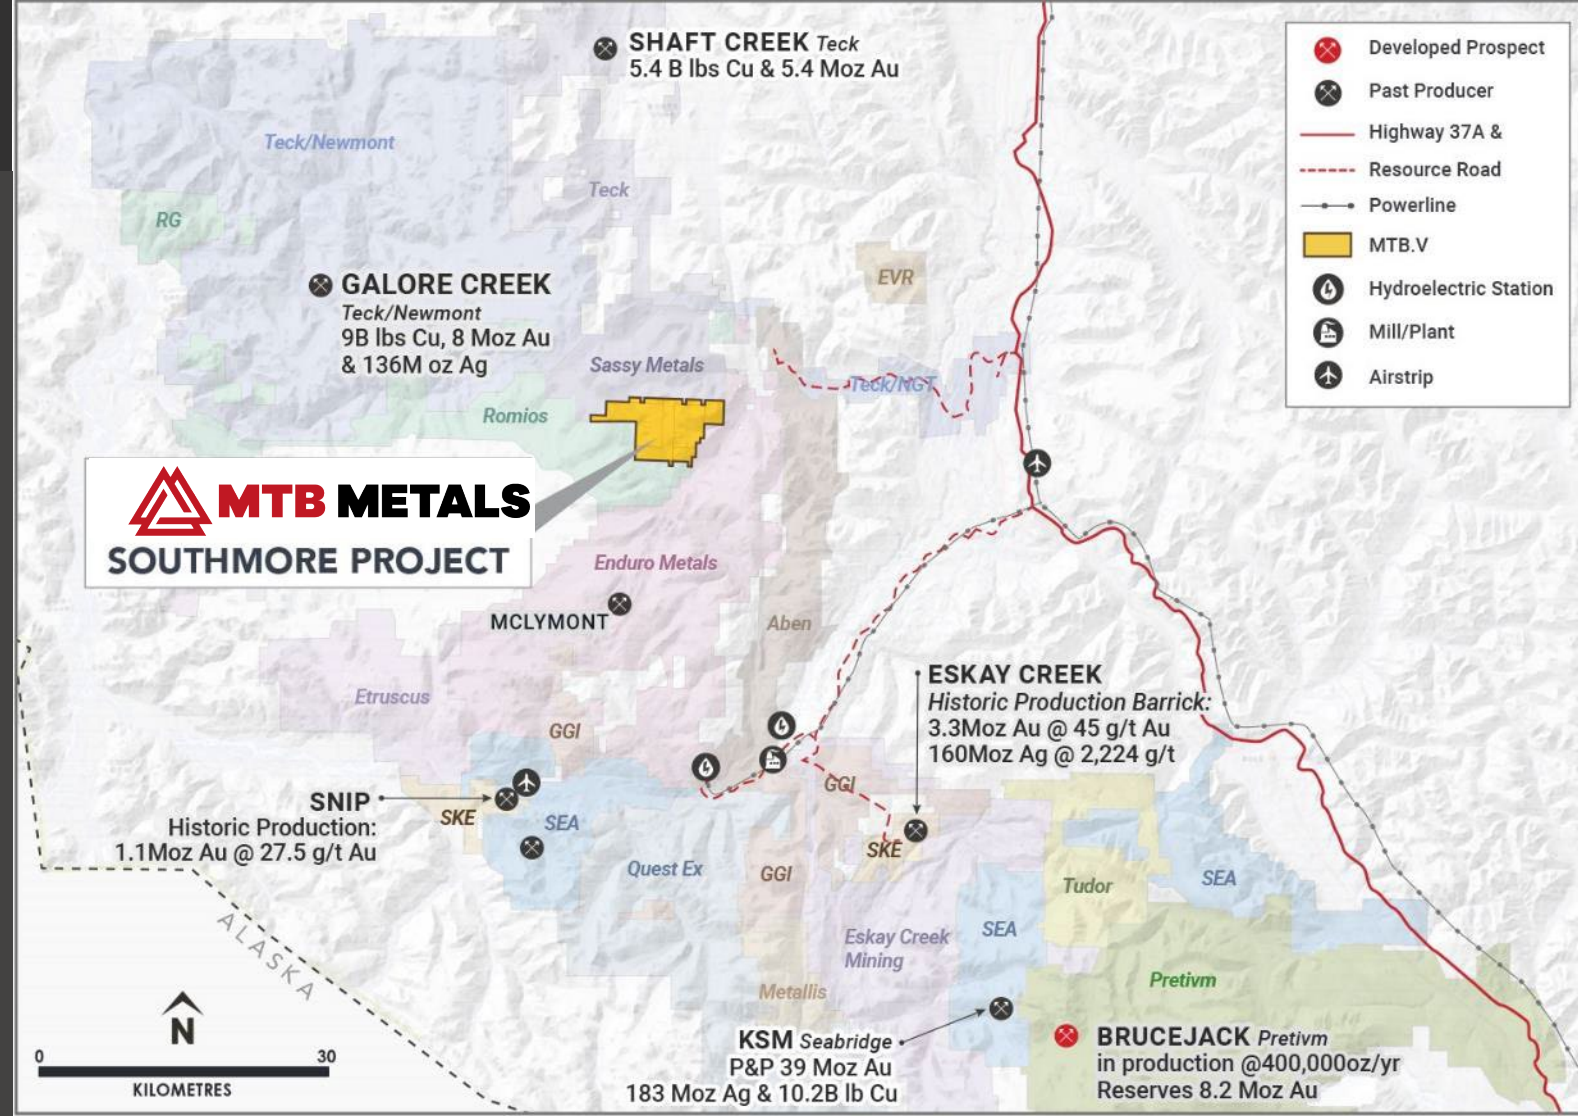 SHAFT CREEK Teck
5.4 B lbs Cu & 5.4 Moz Au
Developed Prospect
Past Producer
Highway 37A &
Resource Road
Powerline
MTB.V
Hydroelectric Station
Mill/Plant
Airstrip
Teck/Newmont
Teck
RG
EVR
GALORE CREEK
Teck/Newmont
9B lbs Cu, 8 Moz Au
& 136M oz Ag
Sassy Metals
Teck/NGT
Romios
MTB METALS
SOUTHMORE PROJECT
Enduro Metals
MCLYMONT
Aben
Etruscus
GGI
ESKAY CREEK
Historic Production Barrick:
3.3Moz Au @ 45 g/t Au
160Moz Ag @ 2,224 g/t
GGI
SNIP
Historic Production:
1.1Moz Au @ 27.5 g/t Au
SKE
SEA
SKE
Quest Ex
GGI
Tudor
SEA
SEA
Eskay Creek
Mining
ALASKA
Metallis
Pretivm
N
KSM Seabridge
P&P 39 Moz Au
183 Moz Ag & 10.2B lb Cu
BRUCEJACK Pretivm
in production @400,000oz/yr
Reserves 8.2 Moz Au
0 30
KILOMETRES